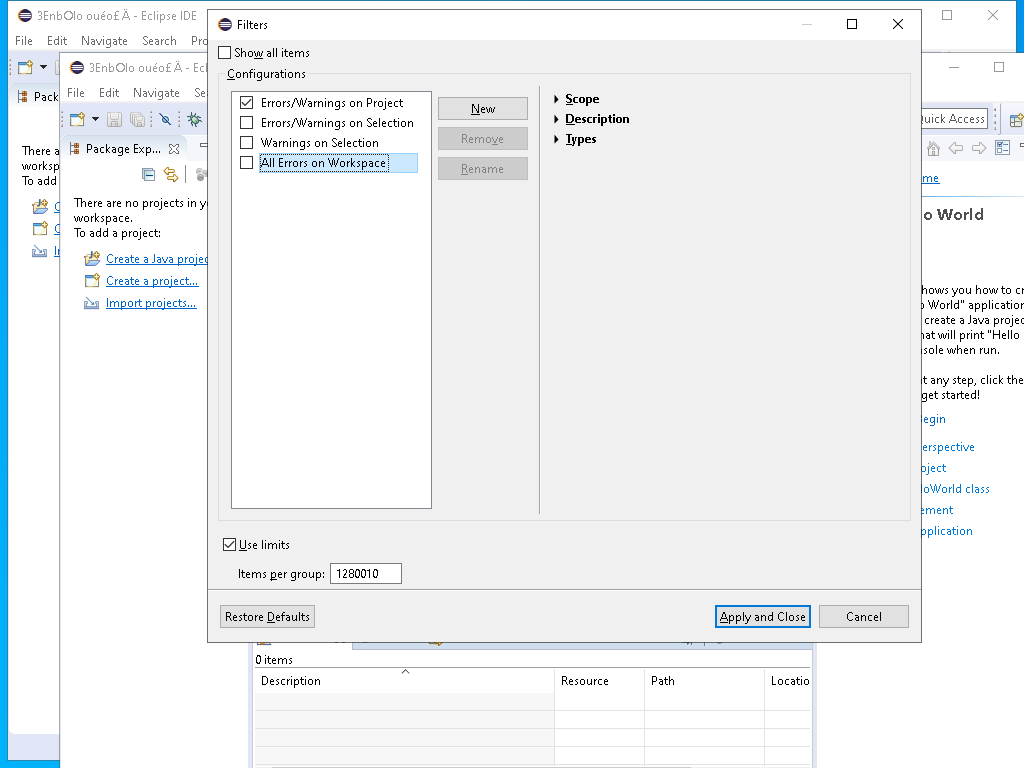 3EnbOlo ouéo£ Ä - Eclipse IDE
File Edit Navigate Search Pro
Pack
There a
worksp
To add
3EnbOlo ouéo£ Ä - Ecl
File Edit Navigate Se
Package Exp...
There are no projects in y
workspace.
To add a project:
Create a Java projec
Create a project...
Import projects...
Filters
Show all items
Configurations
Errors/Warnings on Project
Errors/Warnings on Selection
Warnings on Selection
All Errors on Workspace
New
Remove
Rename
Scope
Description
Types
Use limits
Items per group: 1280010
Restore Defaults
Apply and Close
Cancel
Quick Access
me
o World
hows you how to cr
o World" application
create a Java projec
hat will print "Hello
sole when run.
t any step, click the
get started!
Begin
erspective
oject
loWorld class
ement
pplication
0 items
Description Resource Path Locatio